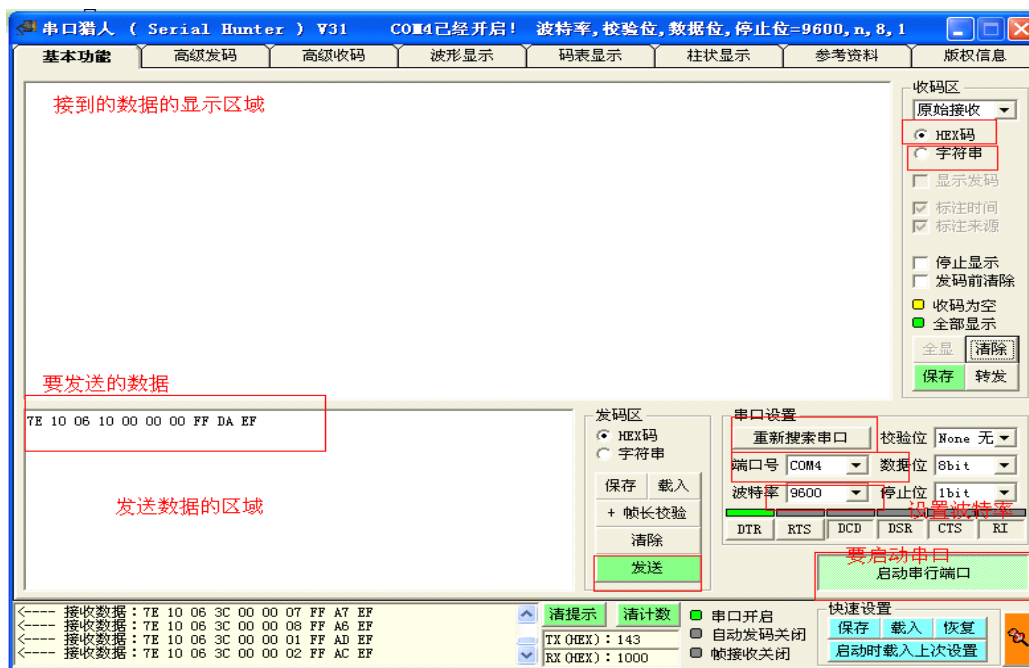 串口猎人 ( Serial Hunter ) V31 COM4已经开启! 波特率,校验位,数据位,停止位=9600,n,8,1
基本功能 高级发码 高级收码 波形显示 码表显示 柱状显示 参考资料 版权信息
接到的数据的显示区域
收码区
原始接收
HEX码
字符串
显示发码
标注时间
标注来源
停止显示
发码前清除
收码为空
全部显示
全显 清除
保存 转发
要发送的数据
7E 10 06 10 00 00 00 FF DA EF
发送数据的区域
发码区
HEX码
字符串
保存 载入
+ 帧长校验
清除
发送
串口设置
重新搜索串口 校验位 None 无
端口号 COM4 数据位 8bit
波特率 9600 停止位 1bit
设置波特率
DTR RTS DCD DSR CTS RI
要启动串口
启动串行端口
<---- 接收数据:7E 10 06 3C 00 00 07 FF A7 EF
<---- 接收数据:7E 10 06 3C 00 00 08 FF A6 EF
<---- 接收数据:7E 10 06 3C 00 00 01 FF AD EF
<---- 接收数据:7E 10 06 3C 00 00 02 FF AC EF
清提示 清计数
TX(HEX):143
RX(HEX):1000
串口开启
自动发码关闭
帧接收关闭
快速设置
保存 载入 恢复
启动时载入上次设置